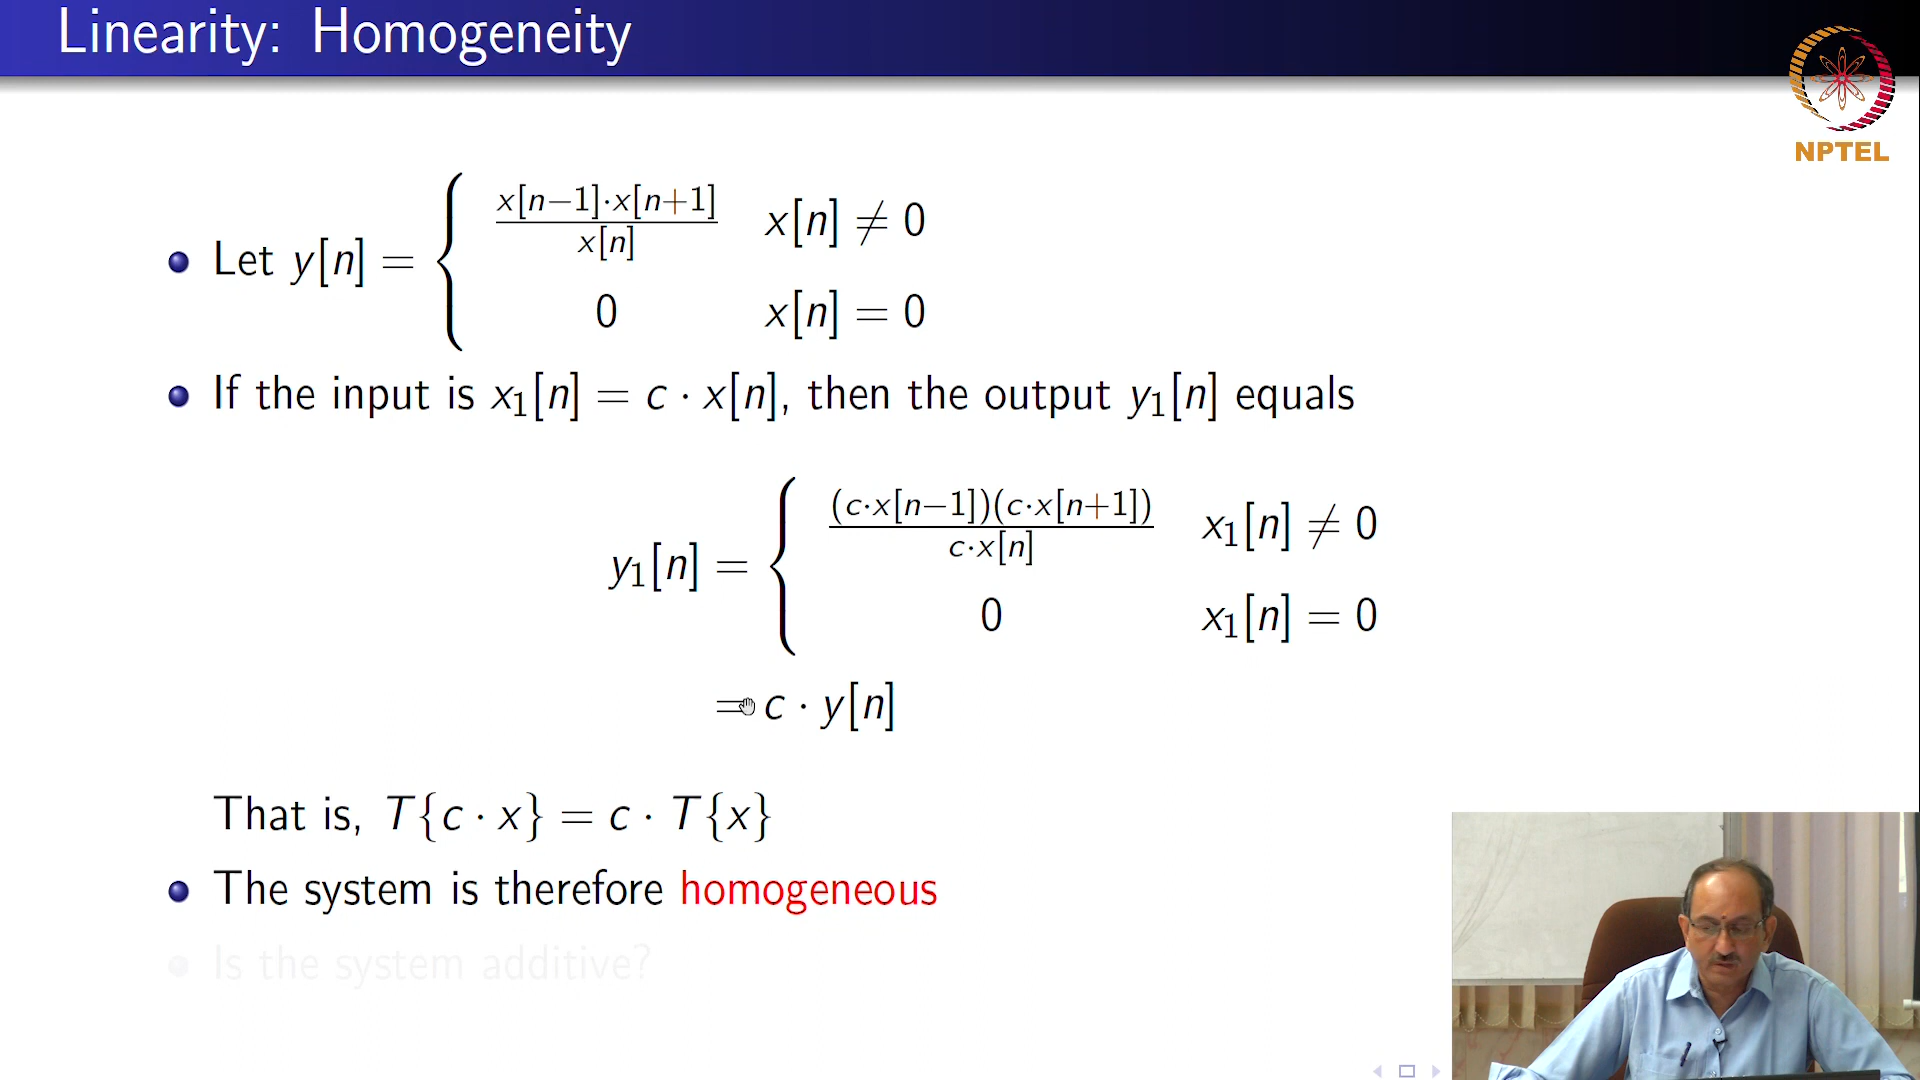 Linearity: Homogeneity
NPTEL
Let y[n] = { x[n−1]·x[n+1] / x[n]   x[n] ≠ 0
0   x[n] = 0
If the input is x₁[n] = c · x[n], then the output y₁[n] equals
y₁[n] = { (c·x[n−1])(c·x[n+1]) / c·x[n]   x₁[n] ≠ 0
0   x₁[n] = 0
= c · y[n]
That is, T{c · x} = c · T{x}
The system is therefore homogeneous
Is the system additive?